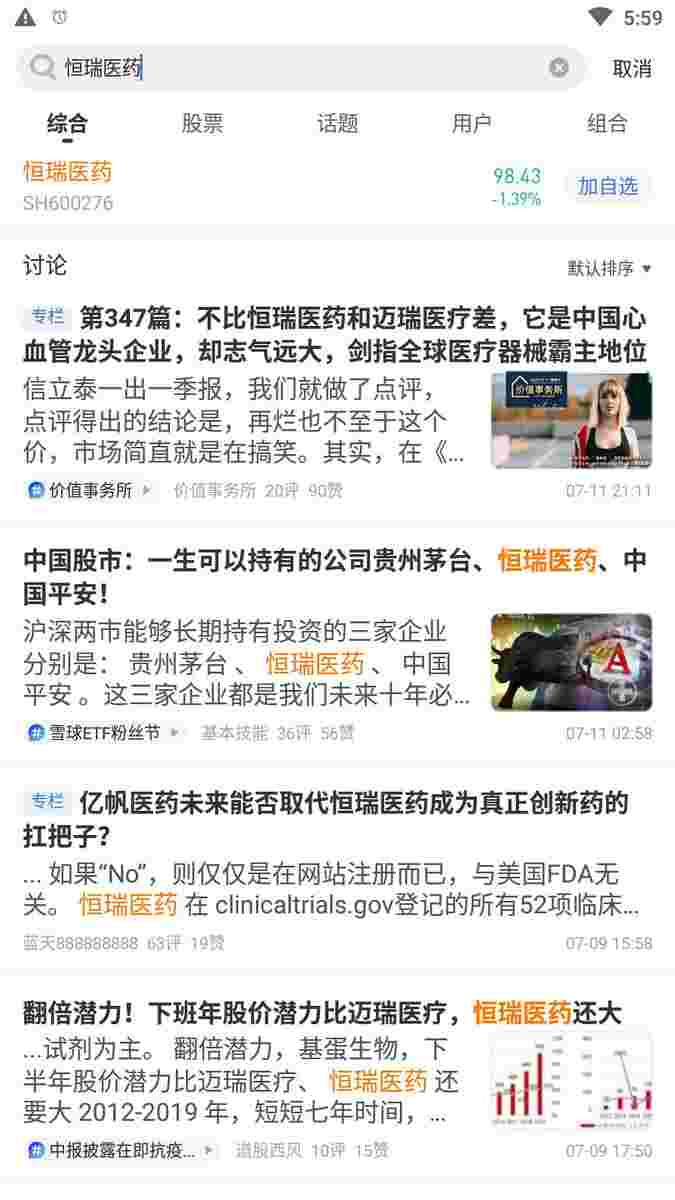 5:59
恒瑞医药
取消
综合 股票 话题 用户 组合
恒瑞医药
98.43
加自选
SH600276
-1.39%
讨论
默认排序
专栏 第347篇：不比恒瑞医药和迈瑞医疗差，它是中国心
血管龙头企业，却志气远大，剑指全球医疗器械霸主地位
信立泰一出一季报，我们就做了点评，
点评得出的结论是，再烂也不至于这个
价，市场简直就是在搞笑。其实，在《...
价值事务所
价值事务所 价值事务所 20评 90赞 07-11 21:11
中国股市：一生可以持有的公司贵州茅台、恒瑞医药、中
国平安！
沪深两市能够长期持有投资的三家企业
分别是： 贵州茅台 、 恒瑞医药 、 中国
平安 。这三家企业都是我们未来十年必...
A
雪球ETF粉丝节 基本技能 36评 56赞 07-11 02:58
专栏 亿帆医药未来能否取代恒瑞医药成为真正创新药的
扛把子？
... 如果“No”，则仅仅是在网站注册而已，与美国FDA无
关。 恒瑞医药 在 clinicaltrials.gov登记的所有52项临床...
蓝天888888888 63评 19赞 07-09 15:58
翻倍潜力！下班年股价潜力比迈瑞医疗，恒瑞医药还大
...试剂为主。 翻倍潜力，基蛋生物，下
半年股价潜力比迈瑞医疗、 恒瑞医药 还
要大 2012-2019 年，短短七年时间，...
中报披露在即抗疫... 道股西风 10评 15赞 07-09 17:50